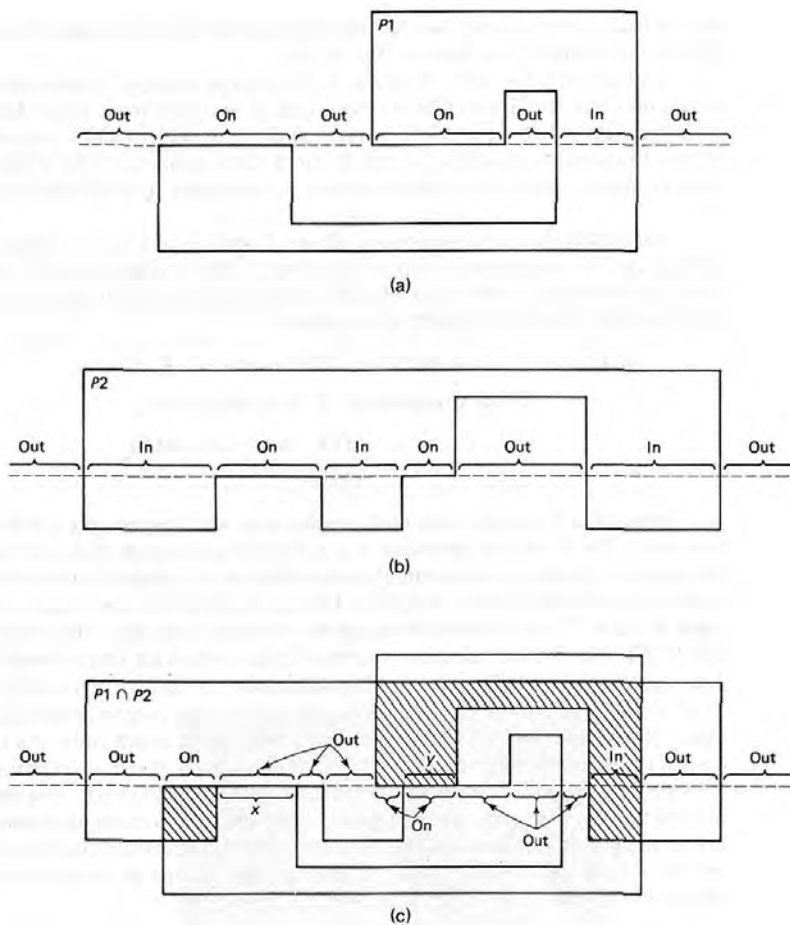 P1
Out On Out On Out In Out
(a)
P2
Out In On In On Out In Out
(b)
P1 ∩ P2
Out
Out Out On y In Out Out
x
On Out
(c)